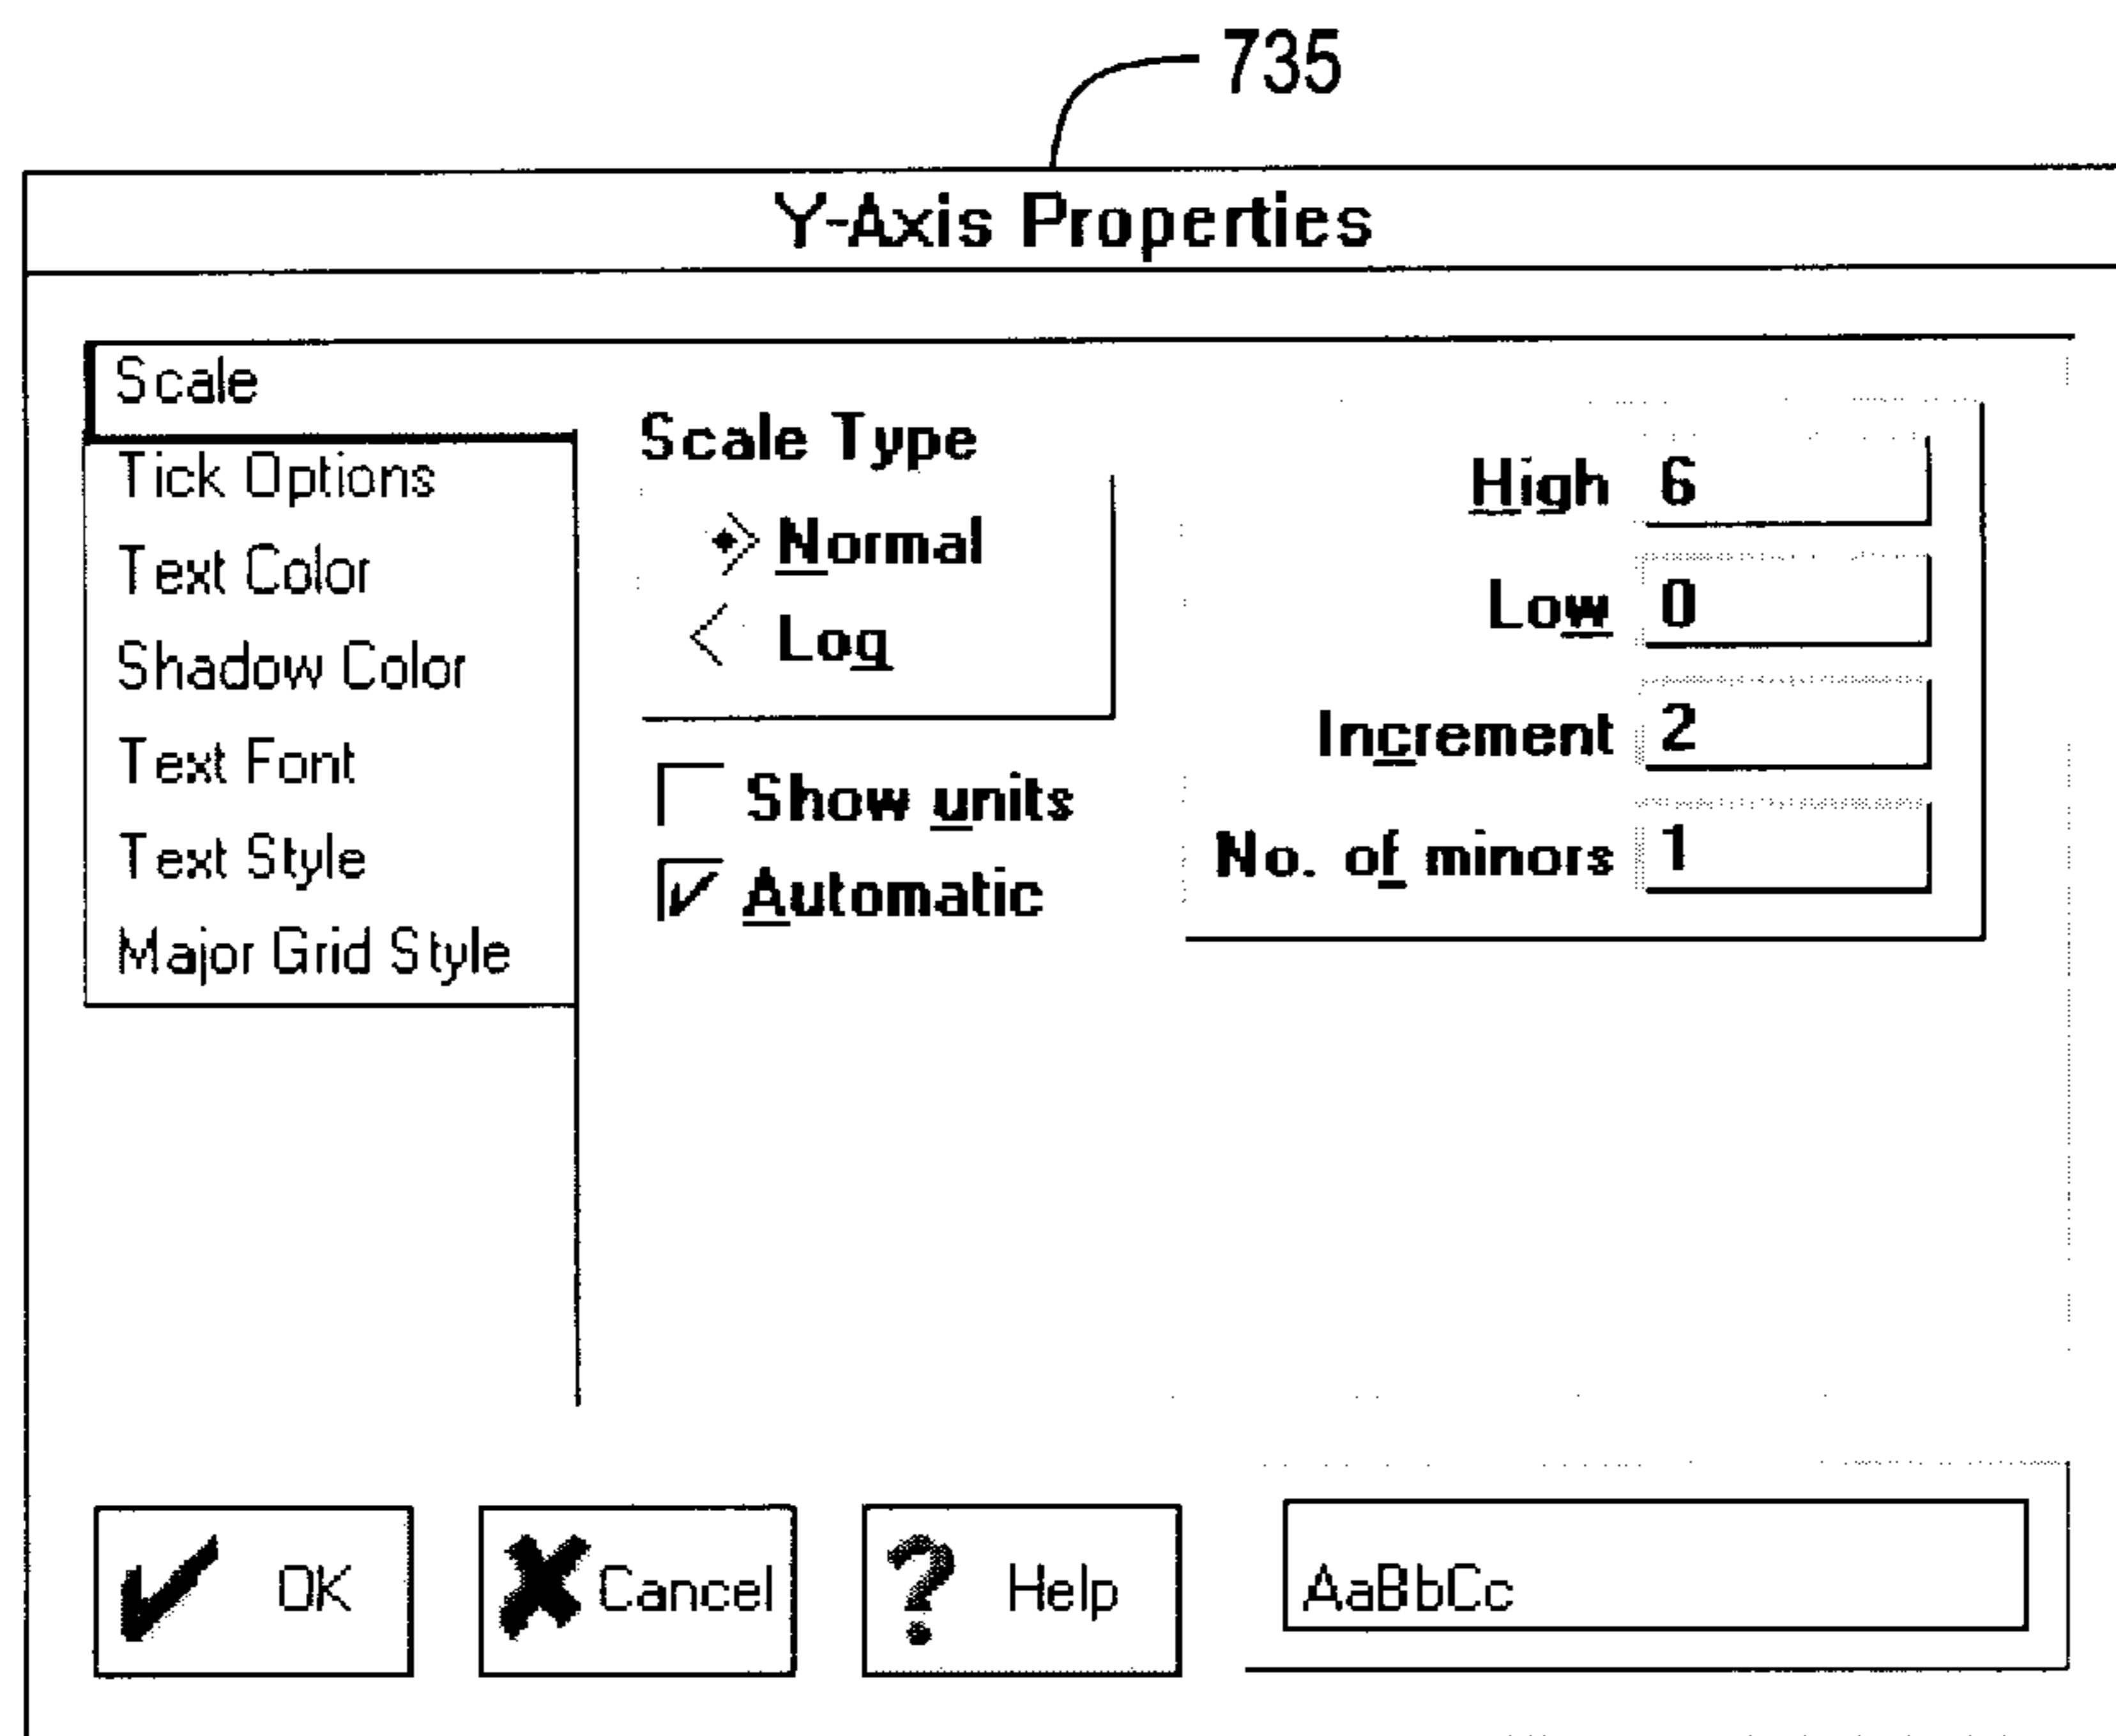 735
Y-Axis Properties
Scale
Tick Options
Text Color
Shadow Color
Text Font
Text Style
Major Grid Style
Scale Type
Normal
Log
Show units
Automatic
High 6
Low 0
Increment 2
No. of minors 1
OK
Cancel
? Help
AaBbCc